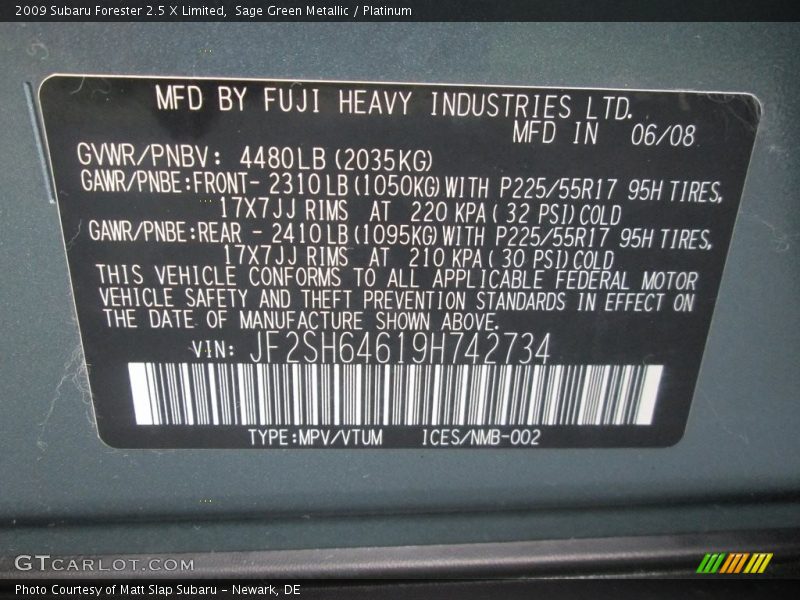 2009 Subaru Forester 2.5 X Limited,  Sage Green Metallic / Platinum
MFD BY FUJI HEAVY INDUSTRIES LTD.
MFD IN 06/08
GVWR/PNBV: 4480LB(2035KG)
GAWR/PNBE:FRONT- 2310LB(1050KG)WITH P225/55R17 95H TIRES,
17X7JJ RIMS AT 220 KPA( 32 PSI)COLD
GAWR/PNBE:REAR - 2410LB(1095KG)WITH P225/55R17 95H TIRES,
17X7JJ RIMS AT 210 KPA( 30 PSI)COLD
THIS VEHICLE CONFORMS TO ALL APPLICABLE FEDERAL MOTOR
VEHICLE SAFETY AND THEFT PREVENTION STANDARDS IN EFFECT ON
THE DATE OF MANUFACTURE SHOWN ABOVE.
VIN: JF2SH64619H742734
TYPE:MPV/VTUM ICES/NMB-002
GTCARLOT.COM
Photo Courtesy of Matt Slap Subaru - Newark, DE